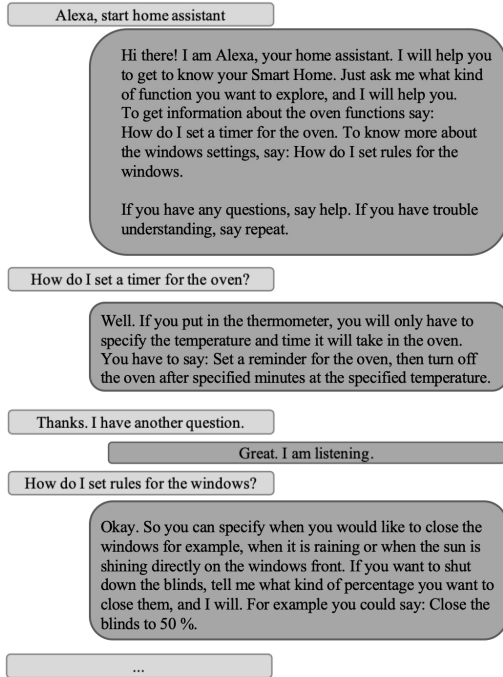 Alexa, start home assistant
Hi there! I am Alexa, your home assistant. I will help you
to get to know your Smart Home. Just ask me what kind
of function you want to explore, and I will help you.
To get information about the oven functions say:
How do I set a timer for the oven. To know more about
the windows settings, say: How do I set rules for the
windows.
If you have any questions, say help. If you have trouble
understanding, say repeat.
How do I set a timer for the oven?
Well. If you put in the thermometer, you will only have to
specify the temperature and time it will take in the oven.
You have to say: Set a reminder for the oven, then turn off
the oven after specified minutes at the specified temperature.
Thanks. I have another question.
Great. I am listening.
How do I set rules for the windows?
Okay. So you can specify when you would like to close the
windows for example, when it is raining or when the sun is
shining directly on the windows front. If you want to shut
down the blinds, tell me what kind of percentage you want to
close them, and I will. For example you could say: Close the
blinds to 50 %.
...